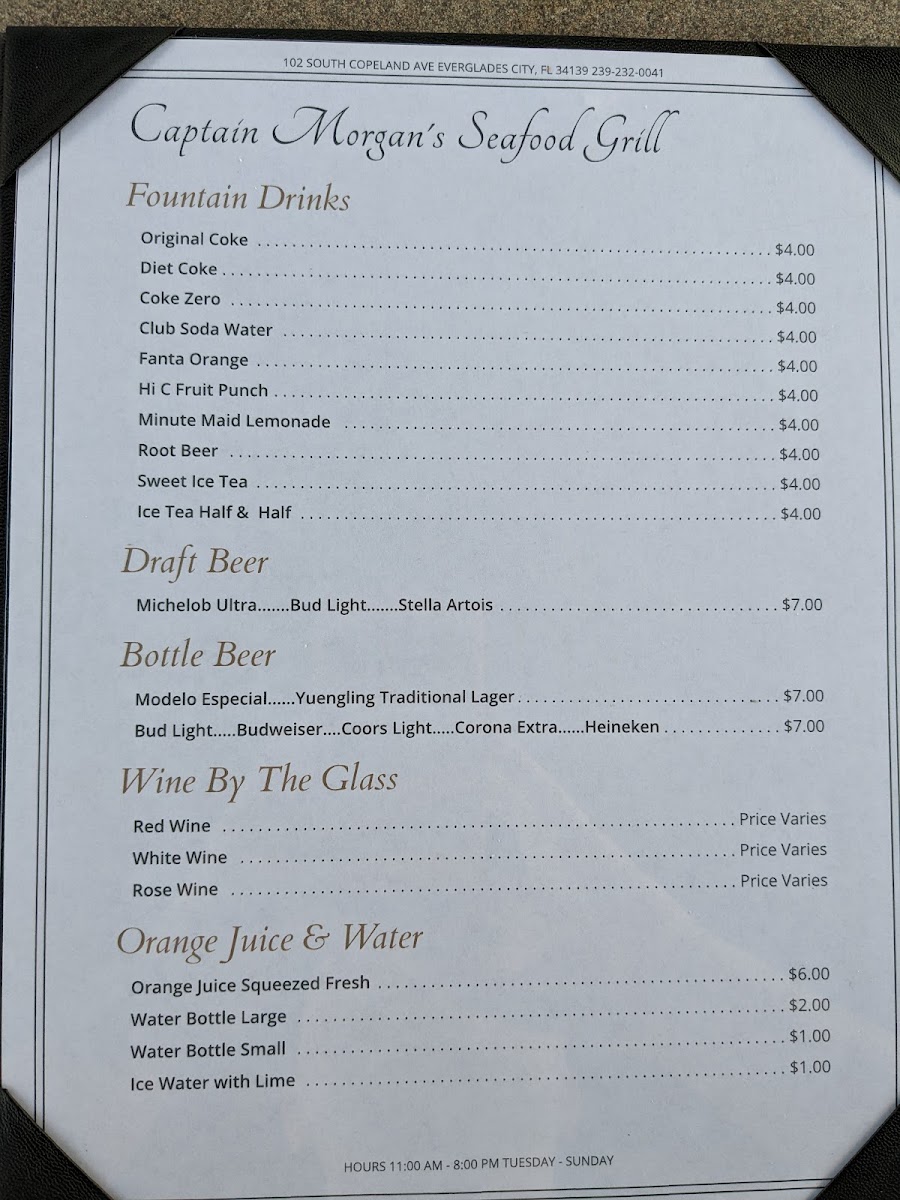 102 SOUTH COPELAND AVE EVERGLADES CITY, FL 34139 239-232-0041
Captain Morgan's Seafood Grill
Fountain Drinks
Original Coke ........................................................ $4.00
Diet Coke ........................................................ $4.00
Coke Zero ........................................................ $4.00
Club Soda Water ........................................................ $4.00
Fanta Orange ........................................................ $4.00
Hi C Fruit Punch ........................................................ $4.00
Minute Maid Lemonade ................................................ $4.00
Root Beer ........................................................ $4.00
Sweet Ice Tea ........................................................ $4.00
Ice Tea Half & Half ................................................ $4.00
Draft Beer
Michelob Ultra.......Bud Light.......Stella Artois ................................ $7.00
Bottle Beer
Modelo Especial......Yuengling Traditional Lager .............................. $7.00
Bud Light.....Budweiser....Coors Light.....Corona Extra......Heineken ............. $7.00
Wine By The Glass
Red Wine ........................................................ Price Varies
White Wine ........................................................ Price Varies
Rose Wine ........................................................ Price Varies
Orange Juice & Water
Orange Juice Squeezed Fresh .............................................. $6.00
Water Bottle Large ...................................................... $2.00
Water Bottle Small ...................................................... $1.00
Ice Water with Lime ...................................................... $1.00
HOURS 11:00 AM - 8:00 PM TUESDAY - SUNDAY